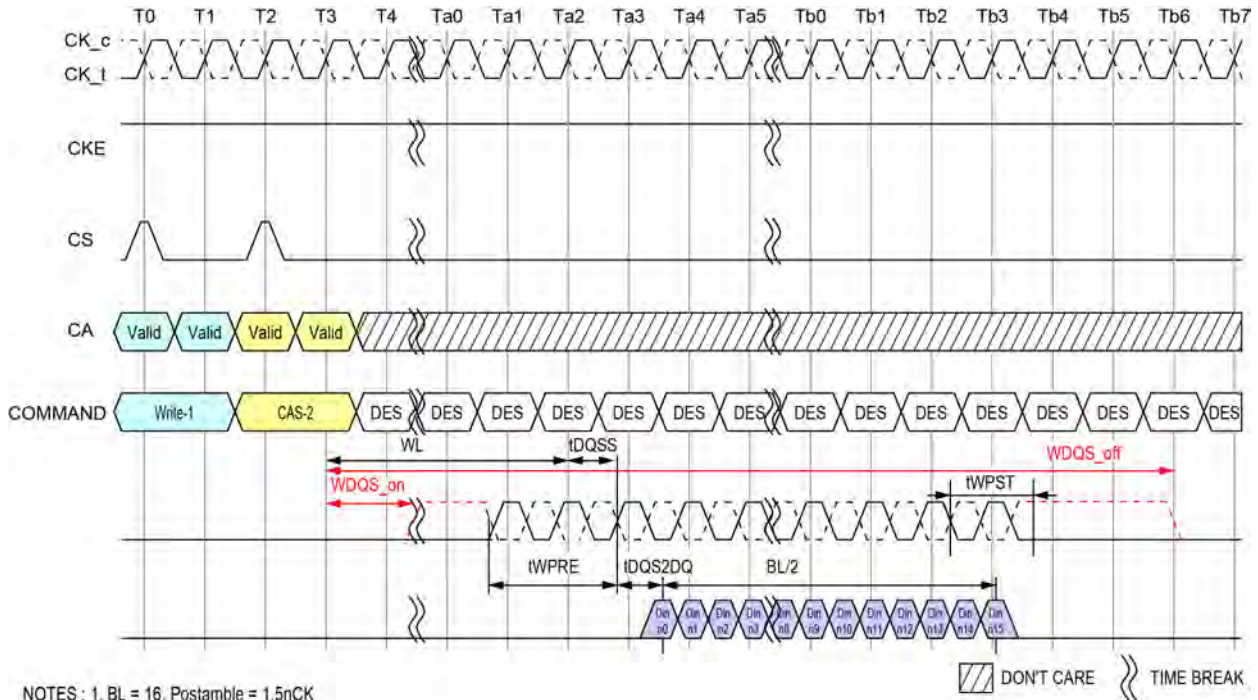 T0 T1 T2 T3 T4 Ta0 Ta1 Ta2 Ta3 Ta4 Ta5 Tb0 Tb1 Tb2 Tb3 Tb4 Tb5 Tb6 Tb7
CK_c
CK_t
CKE
CS
CA Valid Valid Valid Valid
COMMAND Write-1 CAS-2 DES DES DES DES DES DES DES DES DES DES DES DES DES DES DES
WL tDQSS
WDQS_off
WDQS_on tWPST
tWPRE tDQS2DQ BL/2
Din n0 Din n1 Din n2 Din n3 Din n8 Din n9 Din n10 Din n11 Din n12 Din n13 Din n14 Din n15
DON'T CARE TIME BREAK
NOTES : 1. BL = 16, Postamble = 1.5nCK